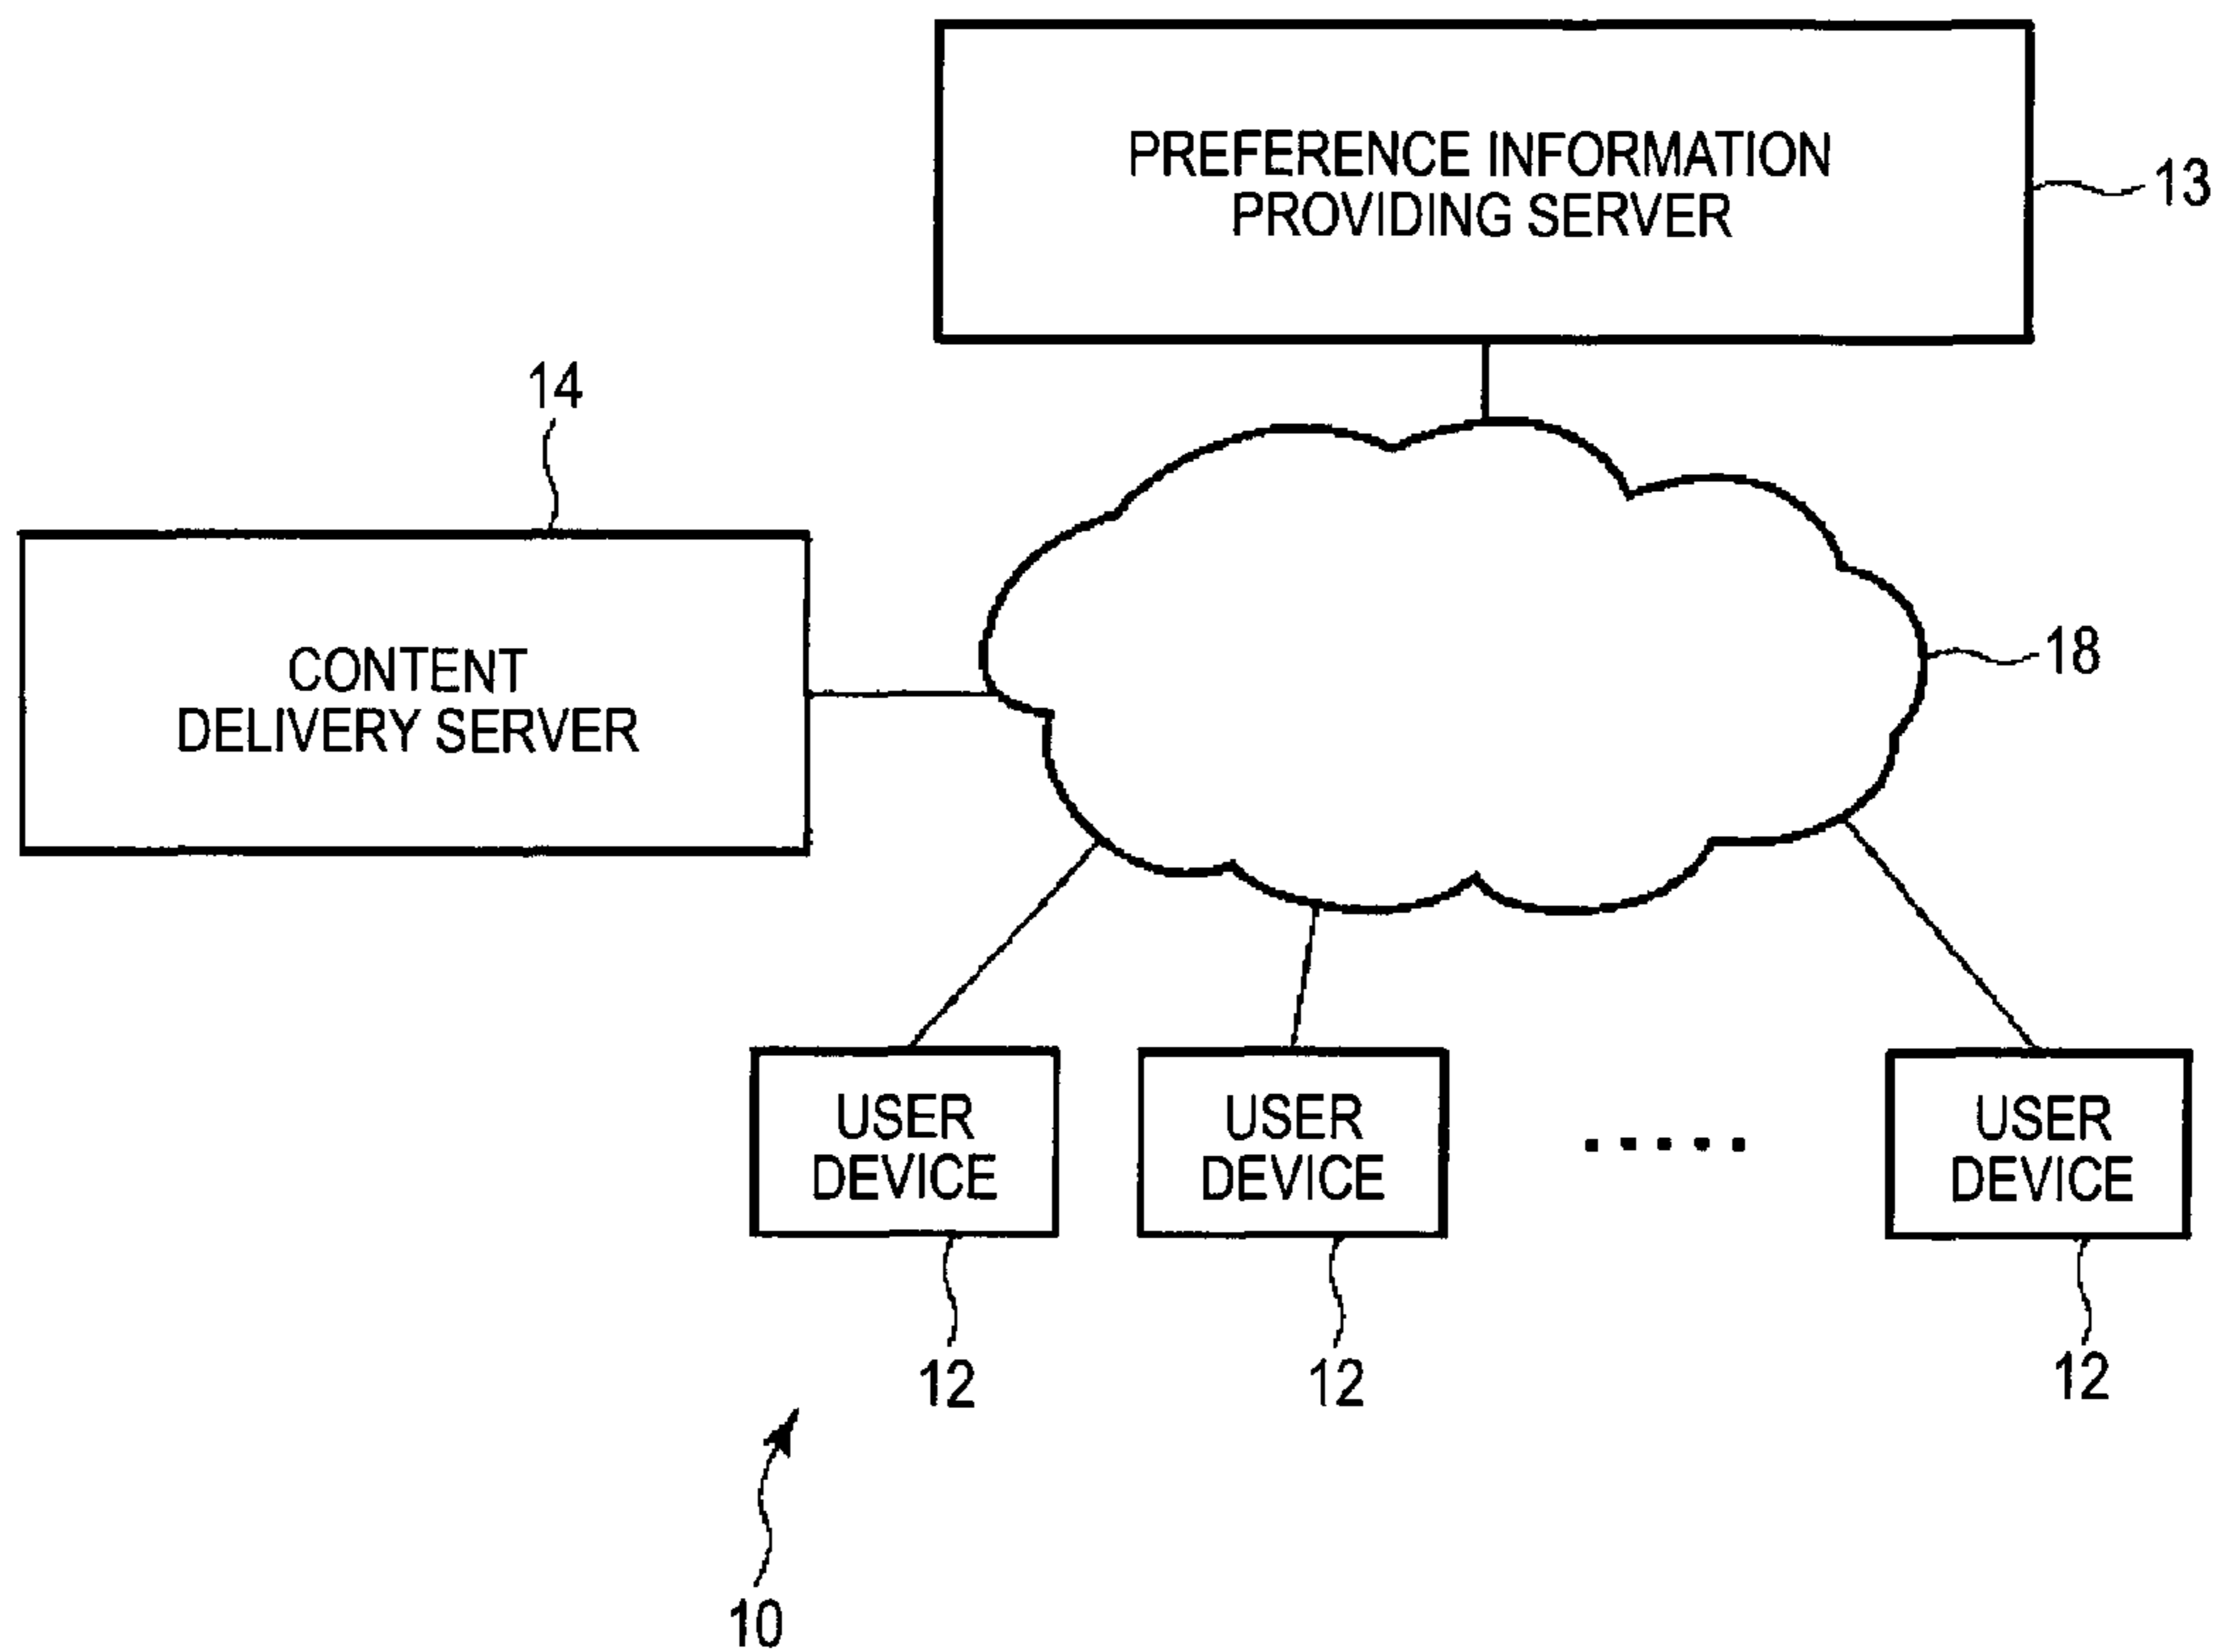 PREFERENCE INFORMATION
PROVIDING SERVER
13
14
CONTENT
DELIVERY SERVER
18
USER
DEVICE
USER
DEVICE
.....
USER
DEVICE
12
12
12
10